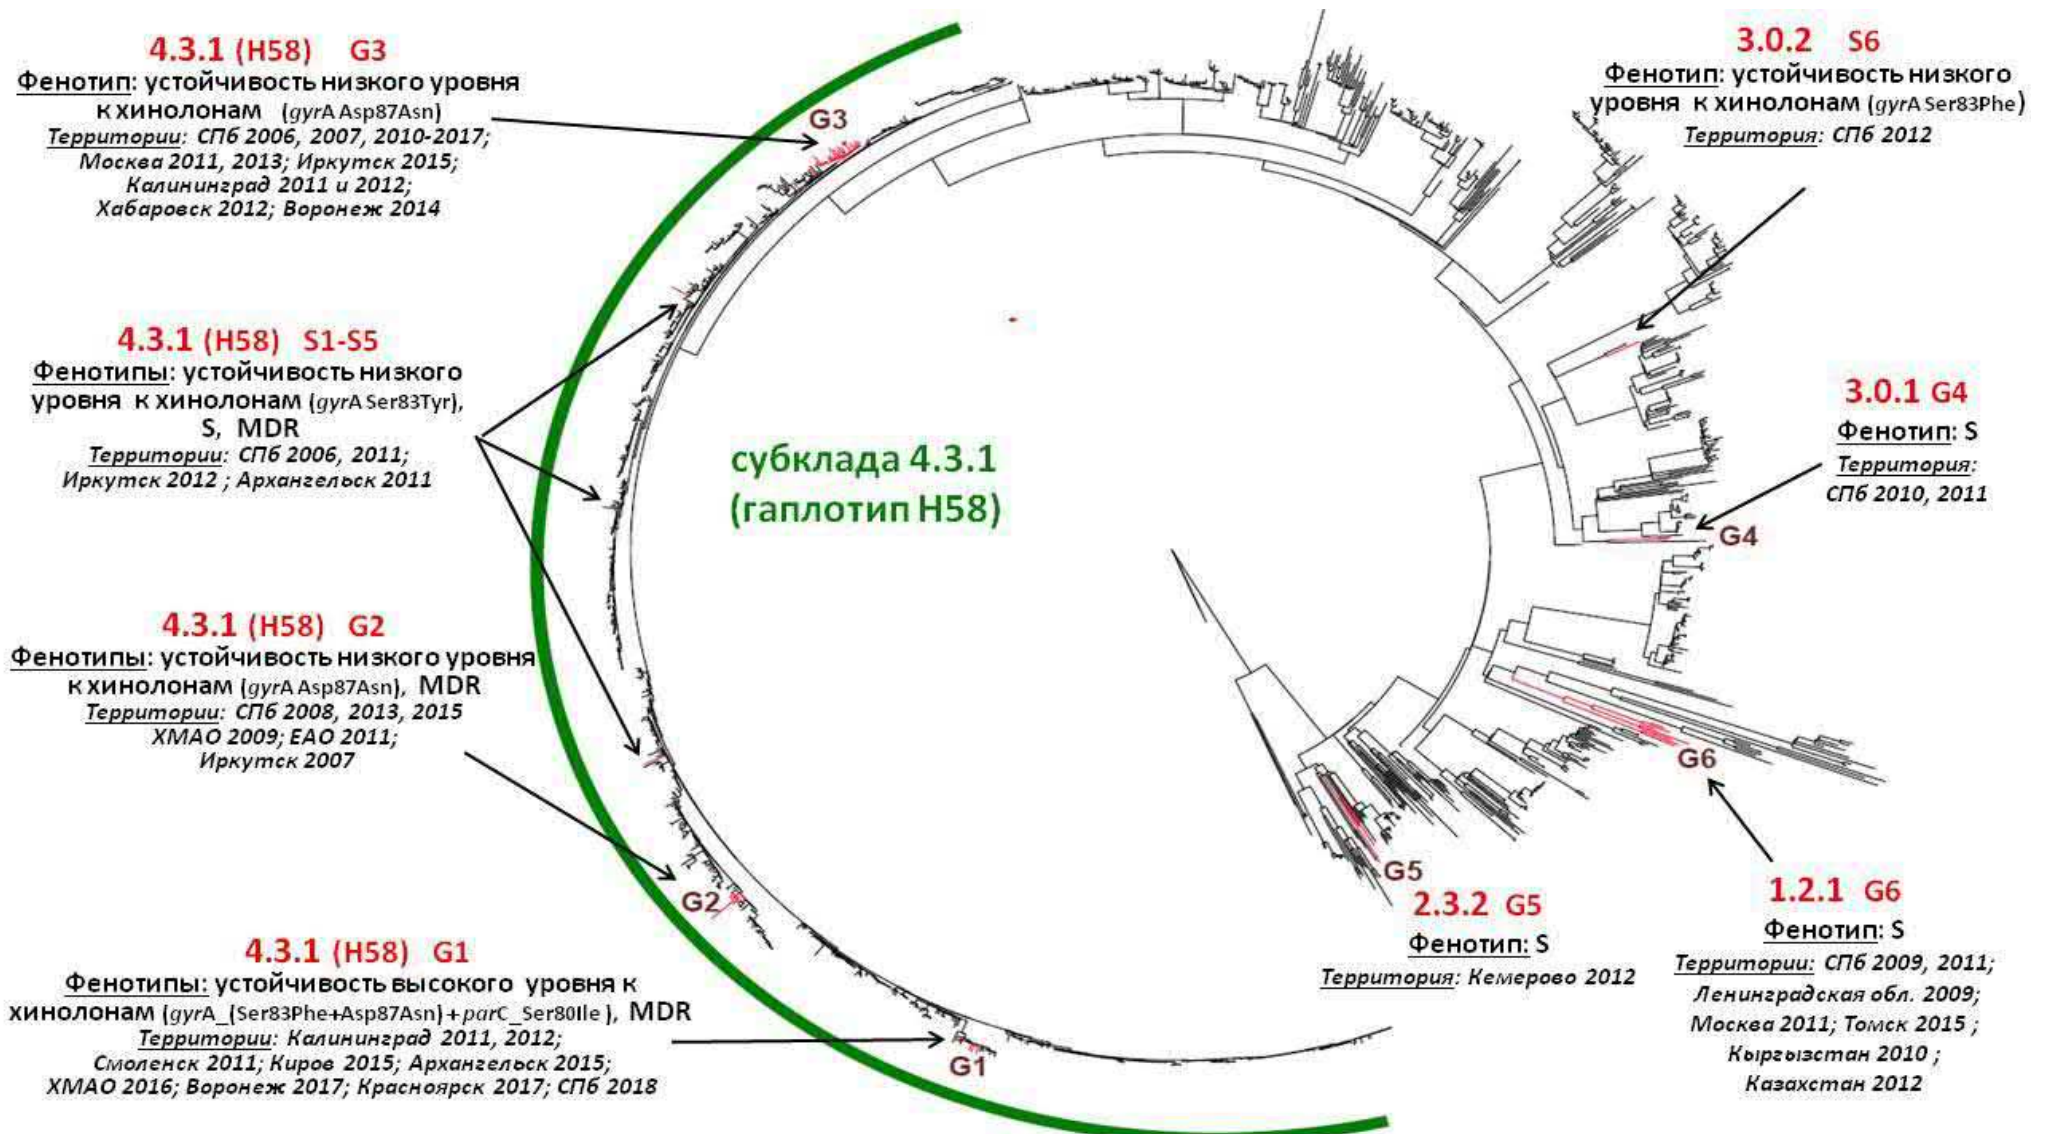 4.3.1 (H58) G3
Фенотип: устойчивость низкого уровня
к хинолонам (gyrA Asp87Asn)
Территории: СПб 2006, 2007, 2010-2017;
Москва 2011, 2013; Иркутск 2015;
Калининград 2011 и 2012;
Хабаровск 2012; Воронеж 2014
4.3.1 (H58) S1-S5
Фенотипы: устойчивость низкого
уровня к хинолонам (gyrA Ser83Tyr),
S, MDR
Территории: СПб 2006, 2011;
Иркутск 2012 ; Архангельск 2011
4.3.1 (H58) G2
Фенотипы: устойчивость низкого уровня
к хинолонам (gyrA Asp87Asn), MDR
Территории: СПб 2008, 2013, 2015
ХМАО 2009; ЕАО 2011;
Иркутск 2007
4.3.1 (H58) G1
Фенотипы: устойчивость высокого уровня к
хинолонам (gyrA_(Ser83Phe+Asp87Asn)+parC_Ser80Ile), MDR
Территории: Калининград 2011, 2012;
Смоленск 2011; Киров 2015; Архангельск 2015;
ХМАО 2016; Воронеж 2017; Красноярск 2017; СПб 2018
G3
субклада 4.3.1
(гаплотип H58)
G2
G1
3.0.2 S6
Фенотип: устойчивость низкого
уровня к хинолонам (gyrA Ser83Phe)
Территория: СПб 2012
3.0.1 G4
Фенотип: S
Территория:
СПб 2010, 2011
G4
G6
G5
2.3.2 G5
Фенотип: S
Территория: Кемерово 2012
1.2.1 G6
Фенотип: S
Территории: СПб 2009, 2011;
Ленинградская обл. 2009;
Москва 2011; Томск 2015 ;
Кыргызстан 2010 ;
Казахстан 2012